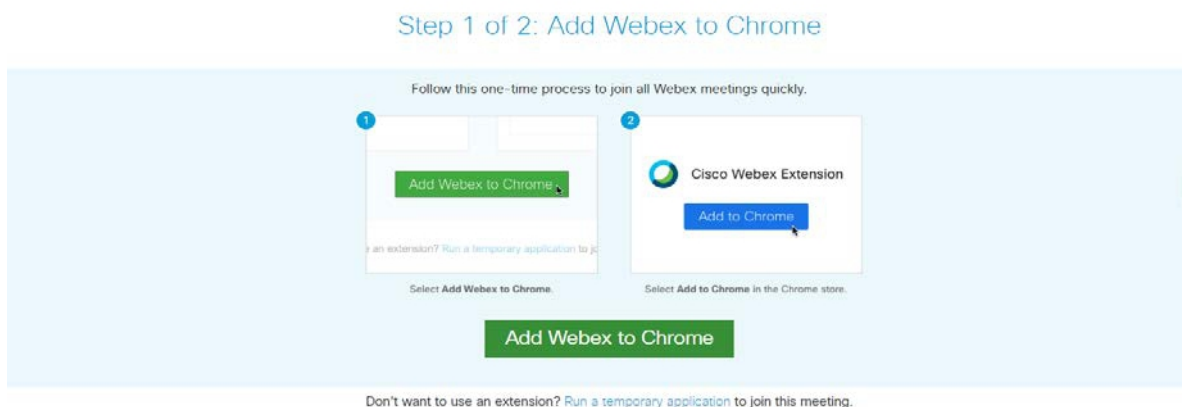 Step 1 of 2: Add Webex to Chrome
Follow this one-time process to join all Webex meetings quickly.
1
2
Add Webex to Chrome
Cisco Webex Extension
Add to Chrome
an extension? Run a temporary application to
Select Add Webex to Chrome.
Select Add to Chrome in the Chrome store.
Add Webex to Chrome
Don't want to use an extension? Run a temporary application to join this meeting.